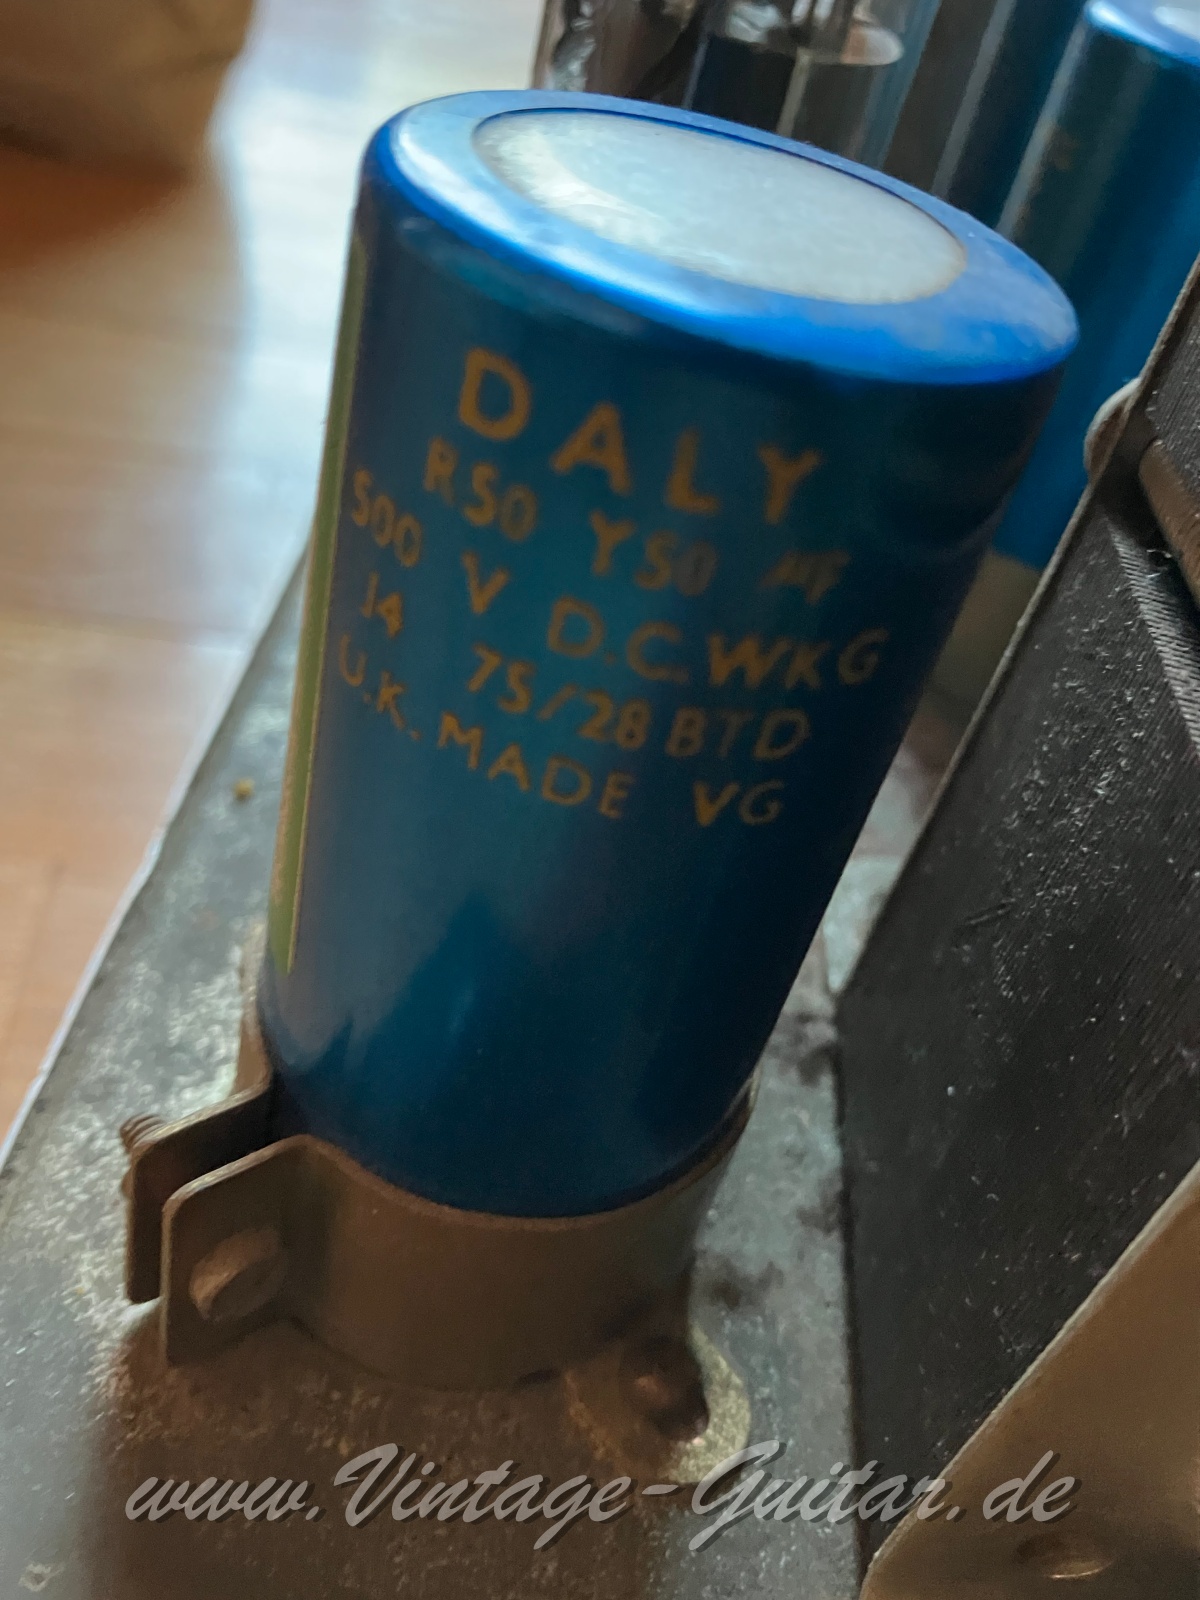 DALY
R50 Y50 µF
500 V D.C.WKG
14 75/28 BTD
U.K. MADE VG
www.Vintage-Guitar.de